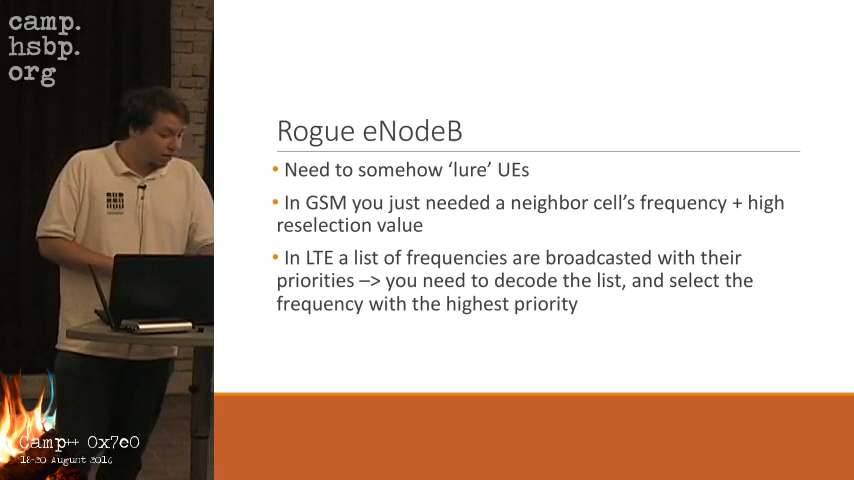 camp.
hsbp.
org
Rogue eNodeB
• Need to somehow ‘lure’ UEs
• In GSM you just needed a neighbor cell’s frequency + high
reselection value
• In LTE a list of frequencies are broadcasted with their
priorities –> you need to decode the list, and select the
frequency with the highest priority
Camp++ 0x7e0
18-20 August 2016